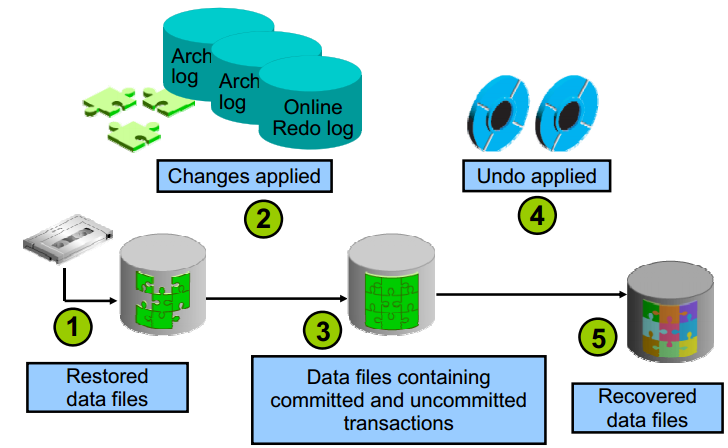 Arch
log
Arch
log
Online
Redo log
Changes applied
Undo applied
2
4
1
3
5
Restored
data files
Data files containing
committed and uncommitted
transactions
Recovered
data files